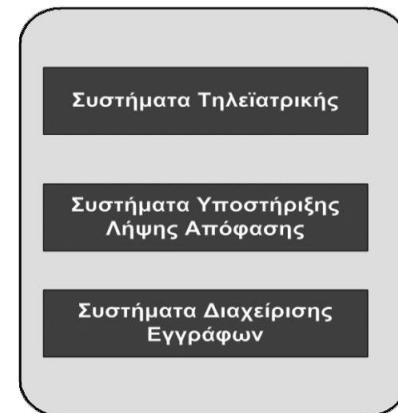 Συστήματα Τηλεϊατρικής
Συστήματα Υποστήριξης
Λήψης Απόφασης
Συστήματα Διαχείρισης
Εγγράφων